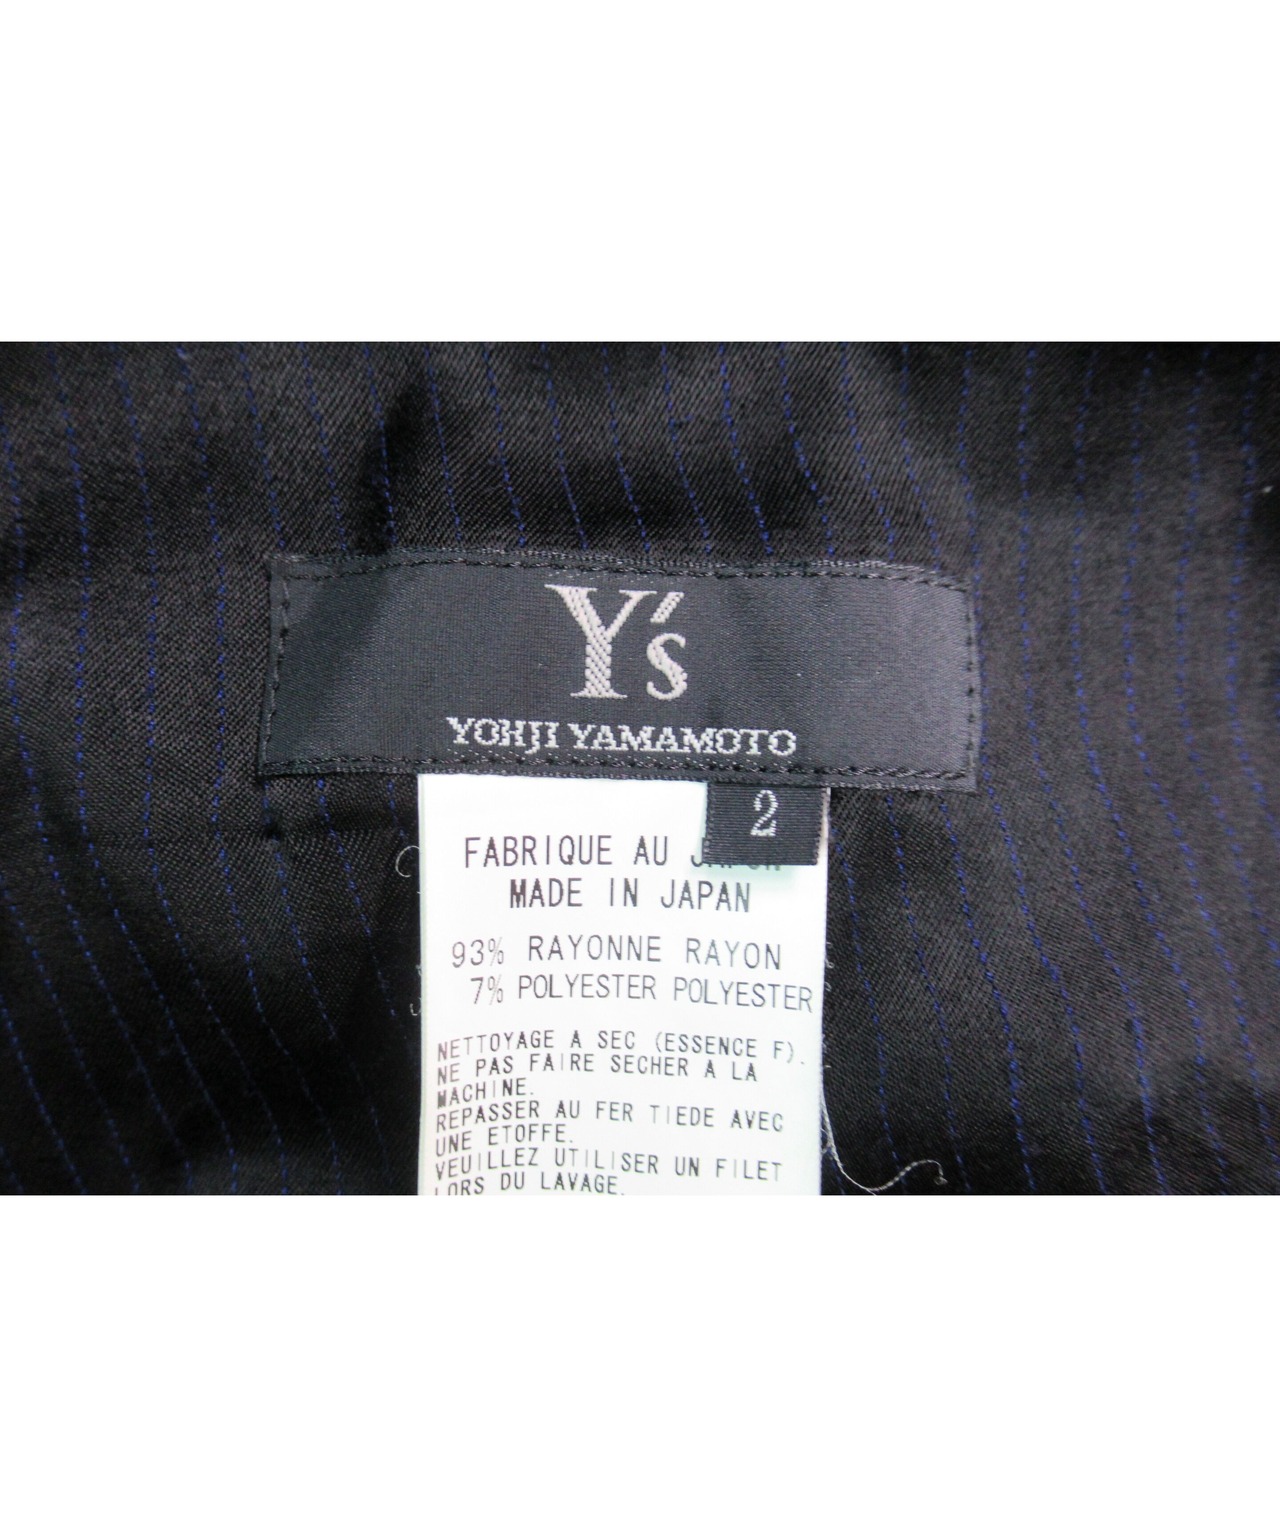 Y's
YOHJI YAMAMOTO
2
FABRIQUE AU
MADE IN JAPAN
93% RAYONNE RAYON
7% POLYESTER POLYESTER
NETTOYAGE A SEC (ESSENCE F).
NE PAS FAIRE SECHER A LA
MACHINE.
REPASSER AU FER TIEDE AVEC
UNE ETOFFE.
VEUILLEZ UTILISER UN FILET
LORS DU LAVAGE.